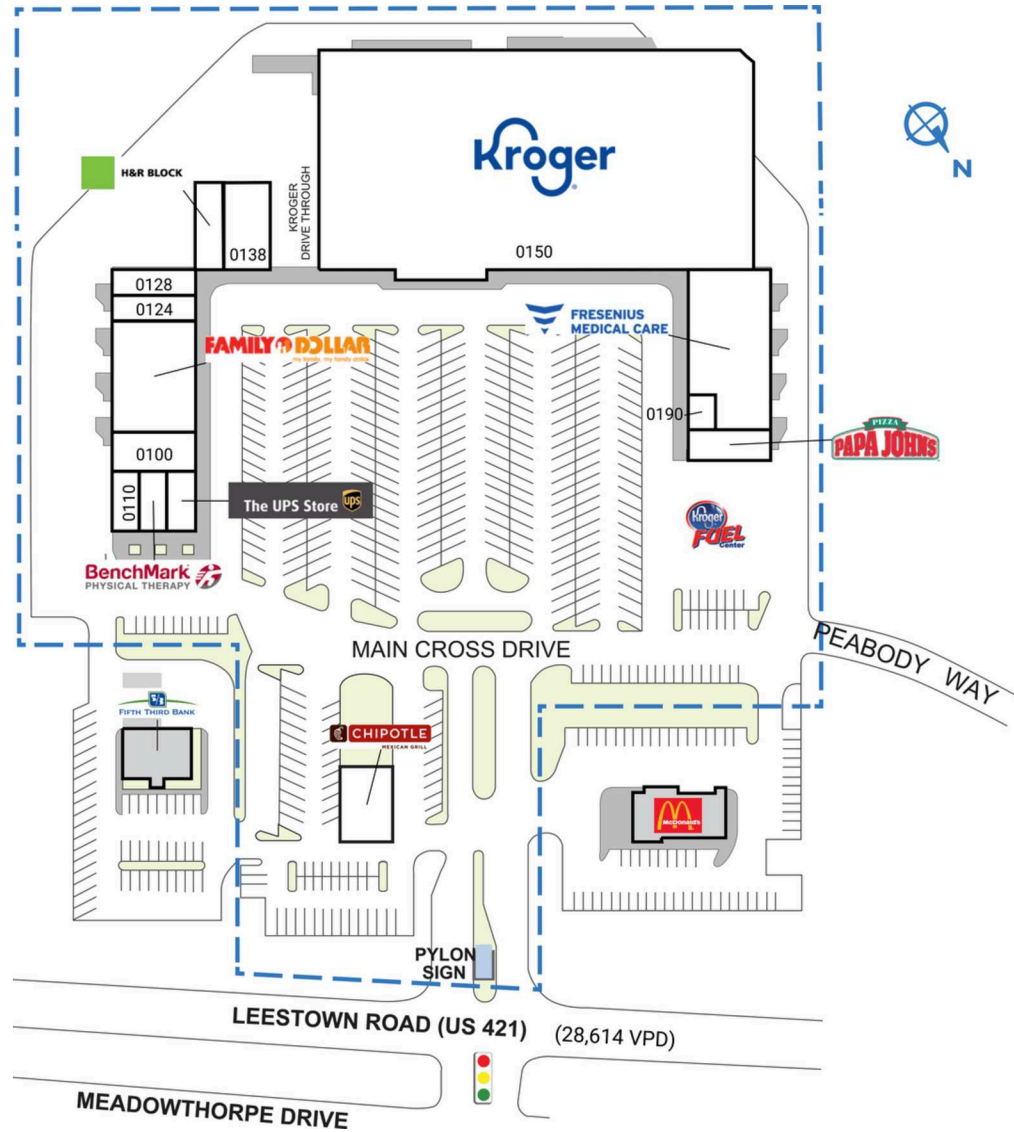 Kroger
N
H&R BLOCK
KROGER
DRIVE THROUGH
0138
0150
0128
0124
FRESENIUS
MEDICAL CARE
FAMILY DOLLAR
my family, my family dollar.
0190
PIZZA
PAPA JOHNS
0100
0110
The UPS Store
ups
Kroger
FUEL
Center
BenchMark
PHYSICAL THERAPY
MAIN CROSS DRIVE
PEABODY WAY
FIFTH THIRD BANK
CHIPOTLE
MEXICAN GRILL
McDonald's
PYLON
SIGN
LEESTOWN ROAD (US 421) (28,614 VPD)
MEADOWTHORPE DRIVE